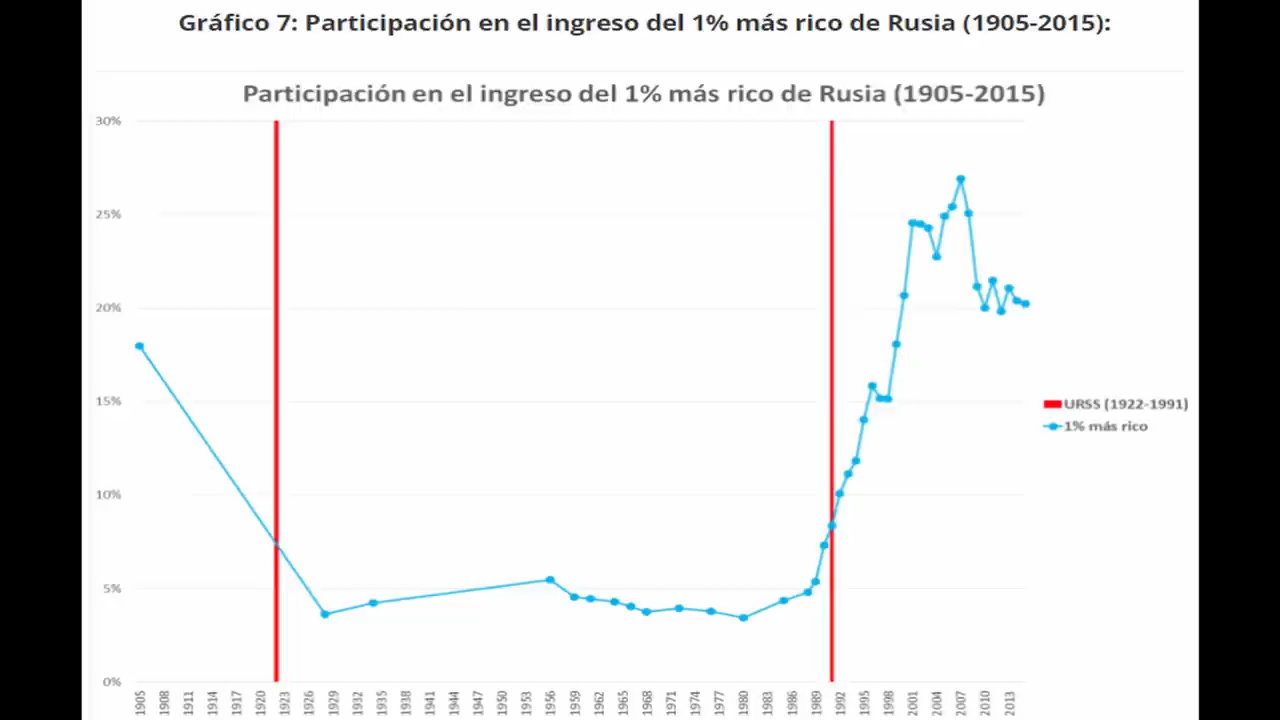 Gráfico 7: Participación en el ingreso del 1% más rico de Rusia (1905-2015):
Participación en el ingreso del 1% más rico de Rusia (1905-2015)
30%
25%
20%
15%
10%
5%
0%
URSS (1922-1991)
1% más rico
1905 1908 1911 1914 1917 1920 1923 1926 1929 1932 1935 1938 1941 1944 1947 1950 1953 1956 1959 1962 1965 1968 1971 1974 1977 1980 1983 1986 1989 1992 1995 1998 2001 2004 2007 2010 2013